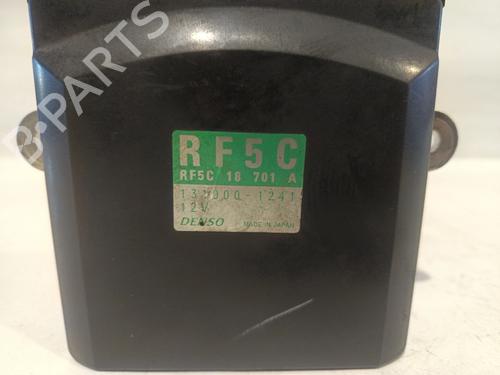 B-PARTS
RF5C
RF5C 18 701 A
131000-1241
12V
DENSO MADE IN JAPAN